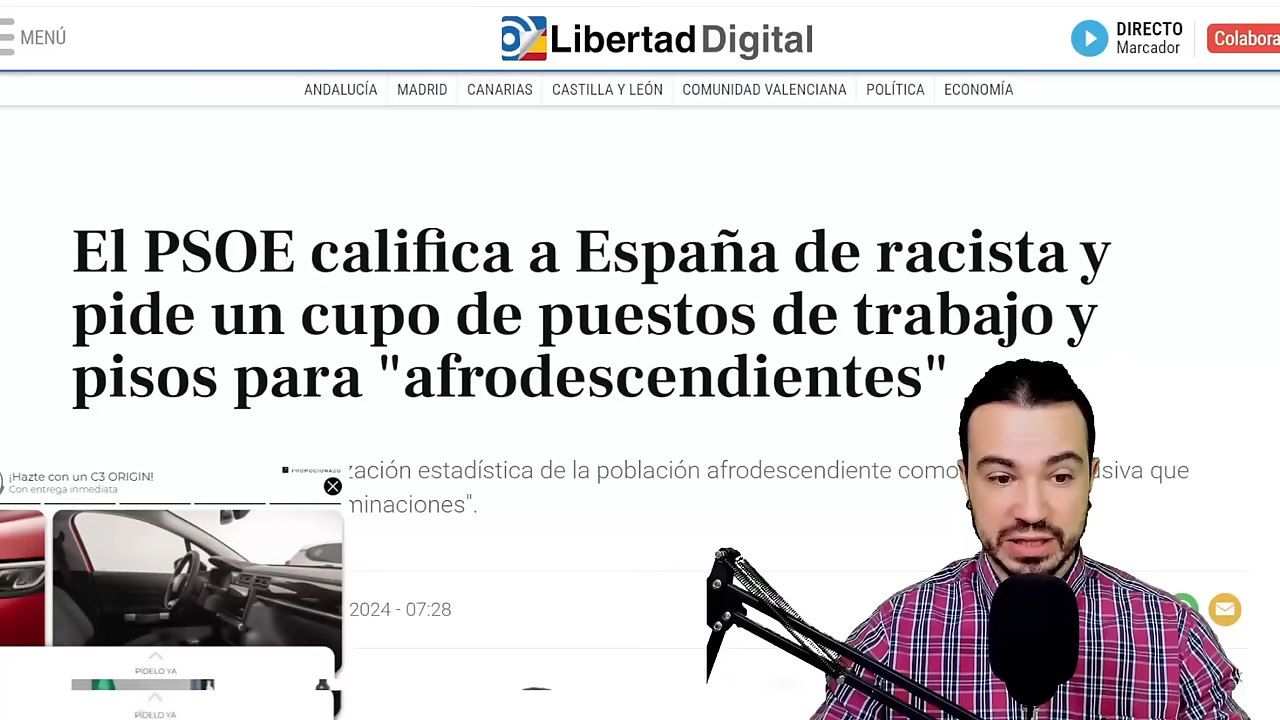 MENÚ
Libertad Digital
DIRECTO
Marcador
Colabora
ANDALUCÍA MADRID CANARIAS CASTILLA Y LEÓN COMUNIDAD VALENCIANA POLÍTICA ECONOMÍA
El PSOE califica a España de racista y
pide un cupo de puestos de trabajo y
pisos para "afrodescendientes"
zación estadística de la población afrodescendiente como usiva que
minaciones".
¡Hazte con un C3 ORIGIN!
Con entrega inmediata
PROMOCIONADO
2024 - 07:28
PÍDELO YA
PÍDELO YA